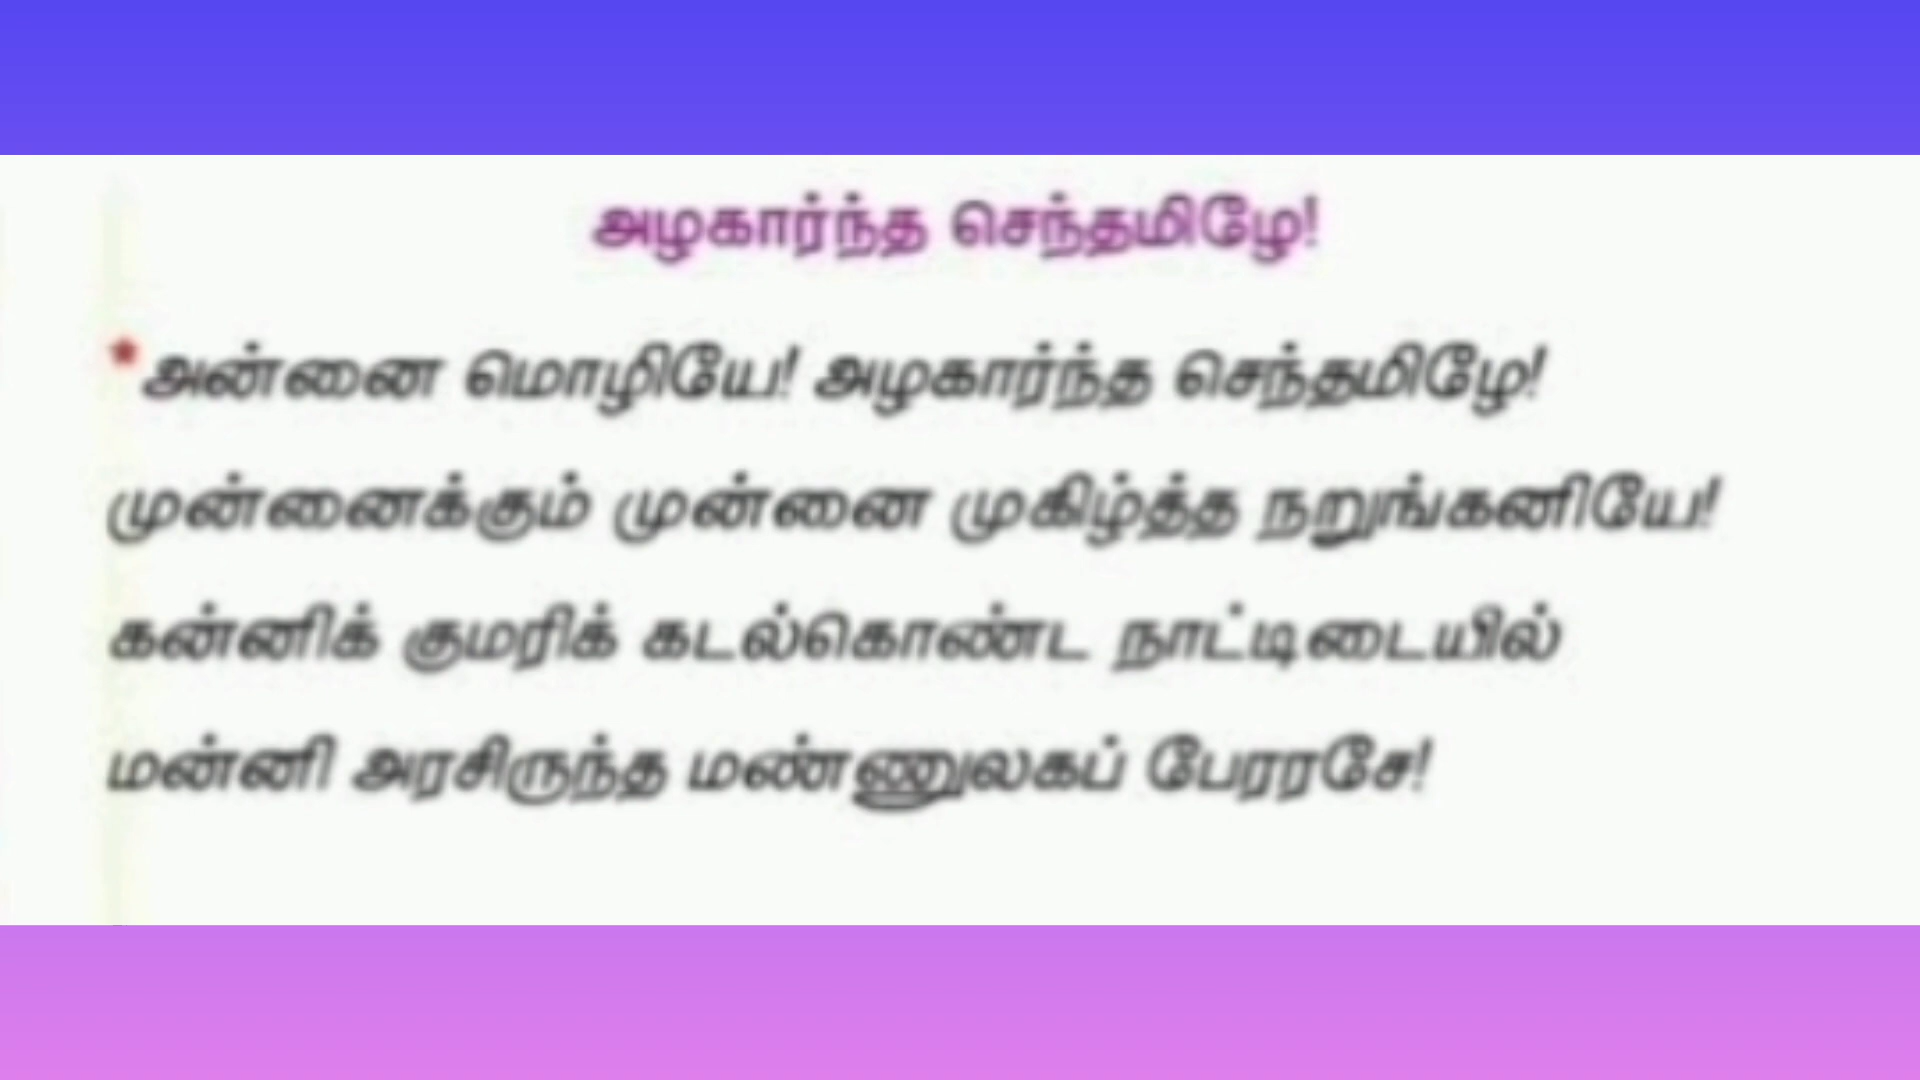 அழகார்ந்த செந்தமிழே!
*அன்னை மொழியே! அழகார்ந்த செந்தமிழே!
முன்னைக்கும் முன்னை முகிழ்த்த நறுங்கனியே!
கன்னிக் குமரிக் கடல்கொண்ட நாட்டிடையில்
மன்னி அரசிருந்த மண்ணுலகப் பேரரசே!